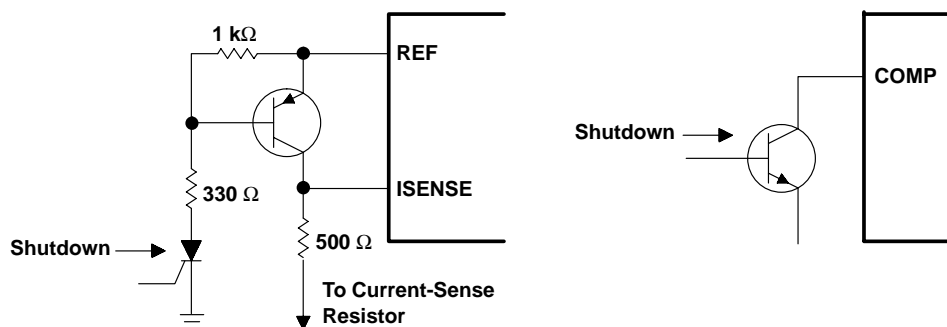 1 kΩ
REF
COMP
Shutdown
ISENSE
330 Ω
Shutdown
500 Ω
To Current-Sense
Resistor